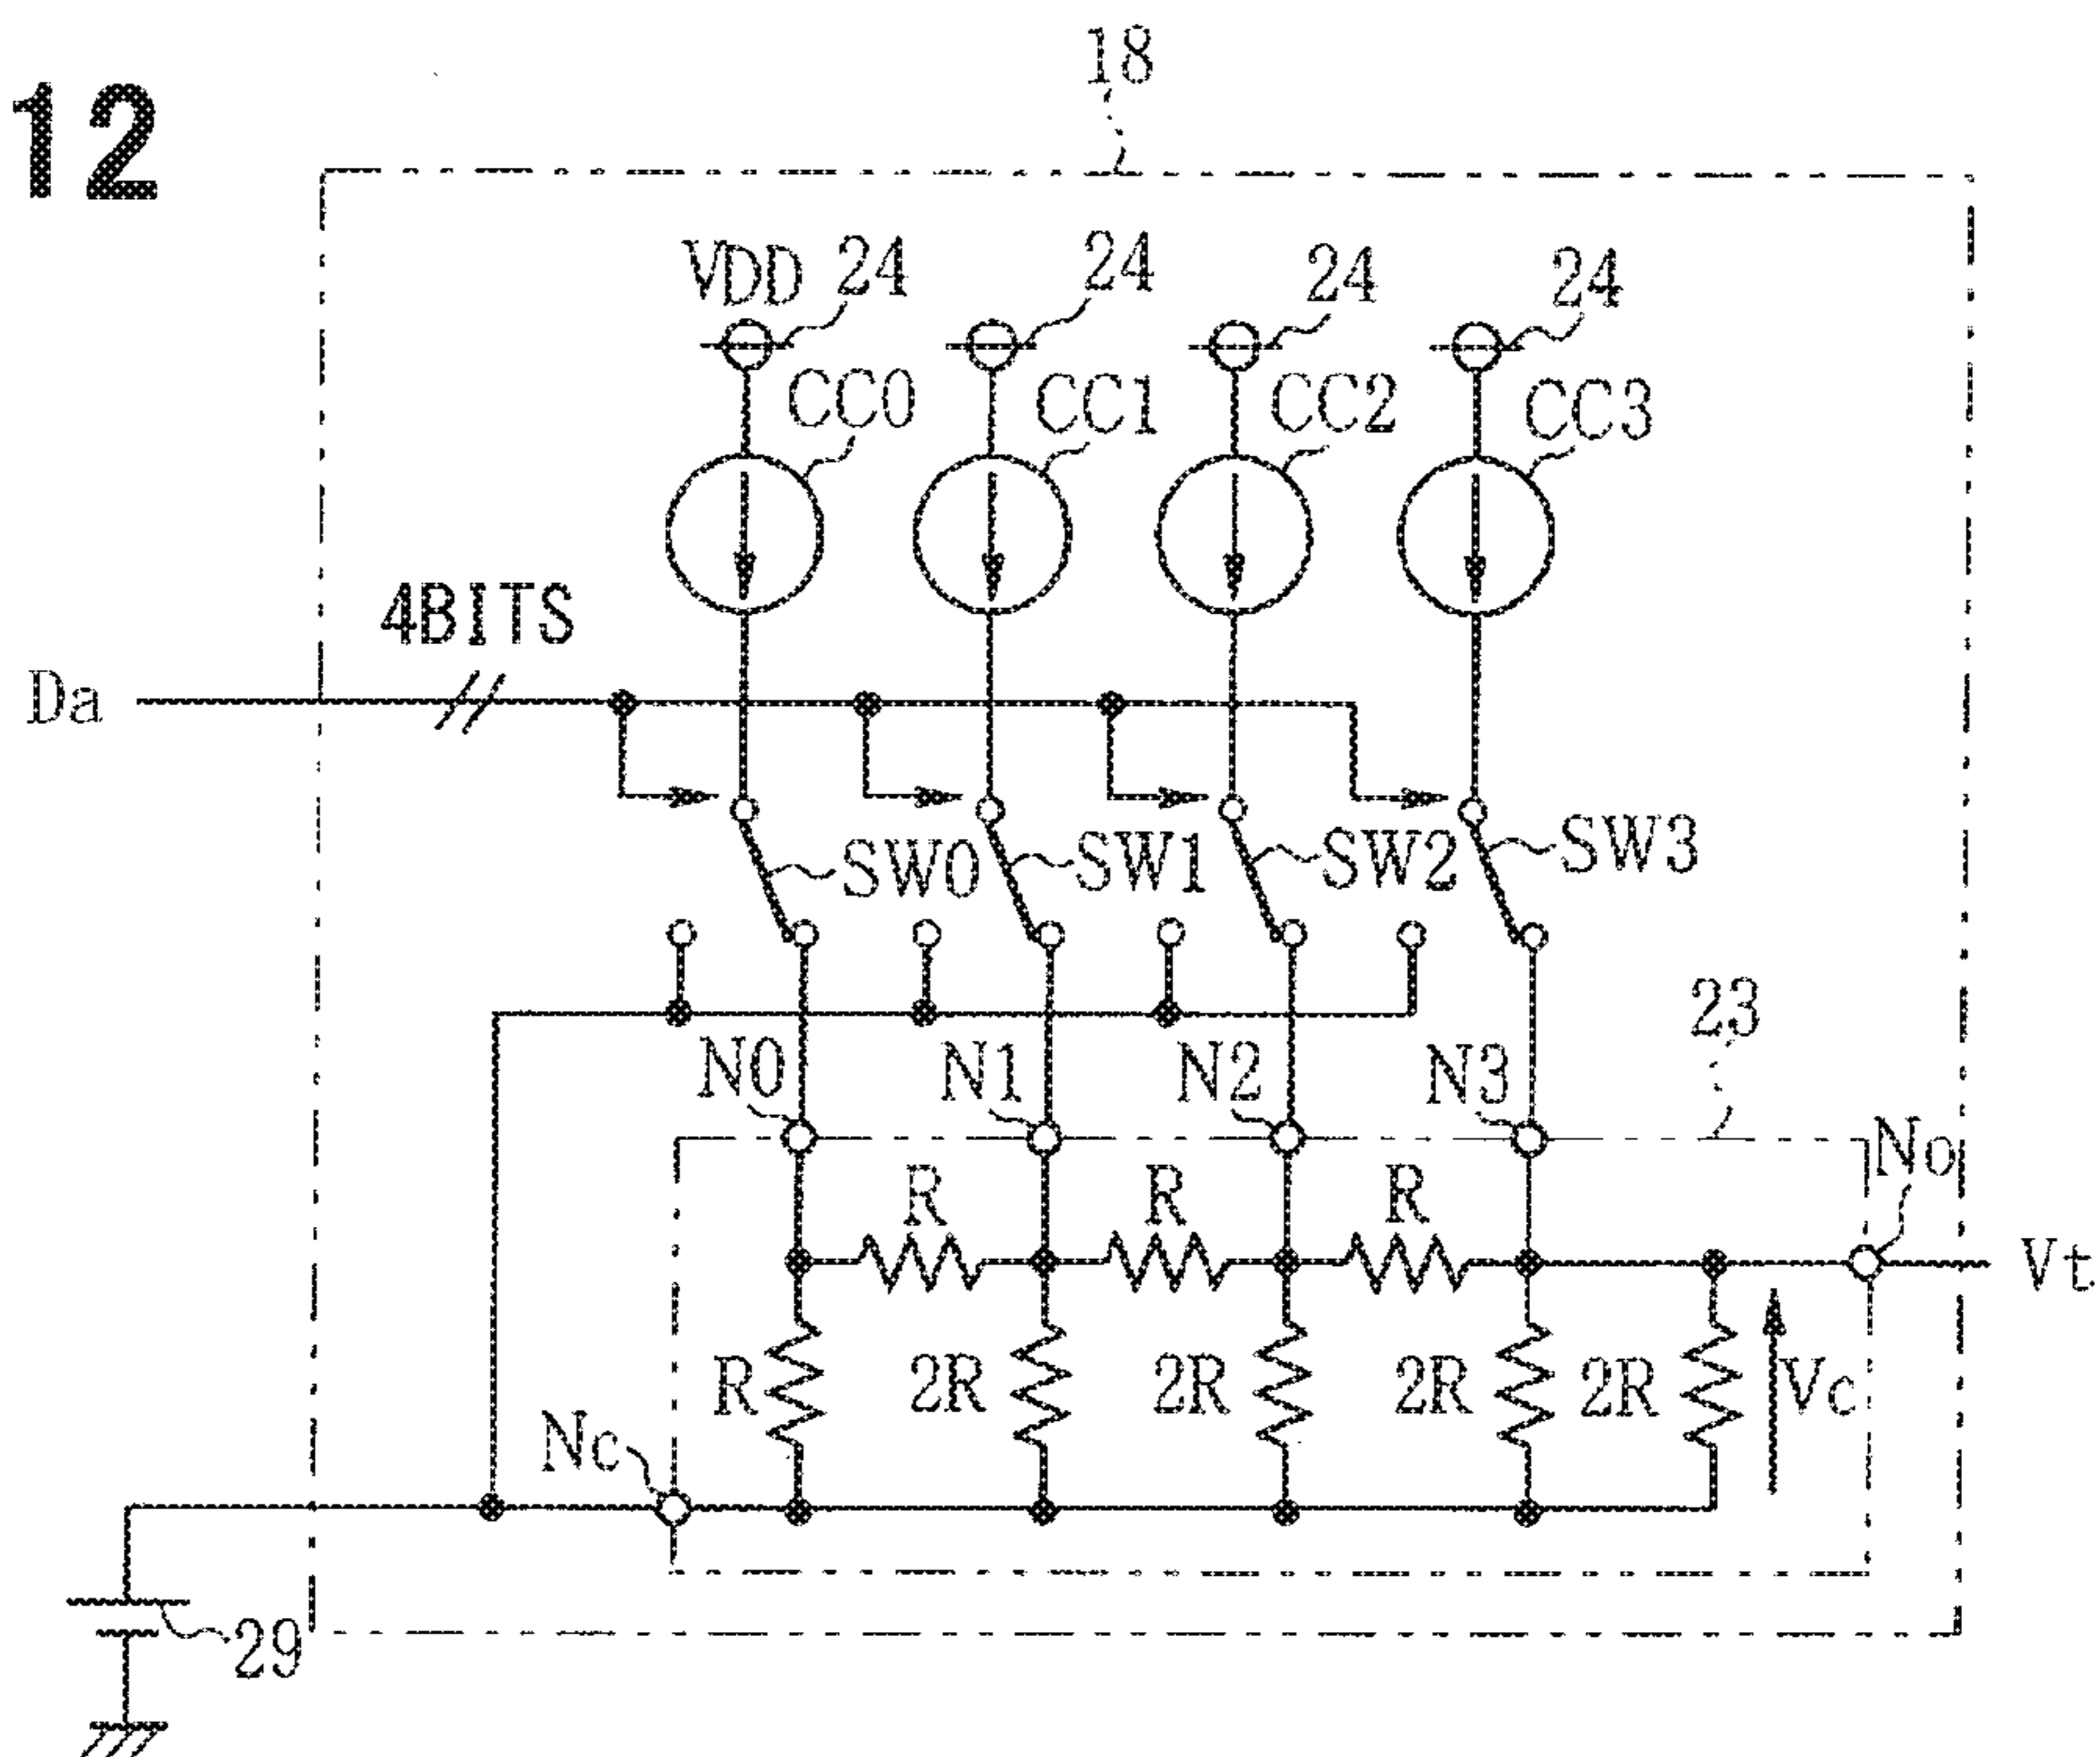 12
18
VDD 24 24 24 24
CC0 CC1 CC2 CC3
4BITS
Da
SW0 SW1 SW2 SW3
23
N0 N1 N2 N3
No
R R R
Vt
R 2R 2R 2R 2R Vc
Nc
29